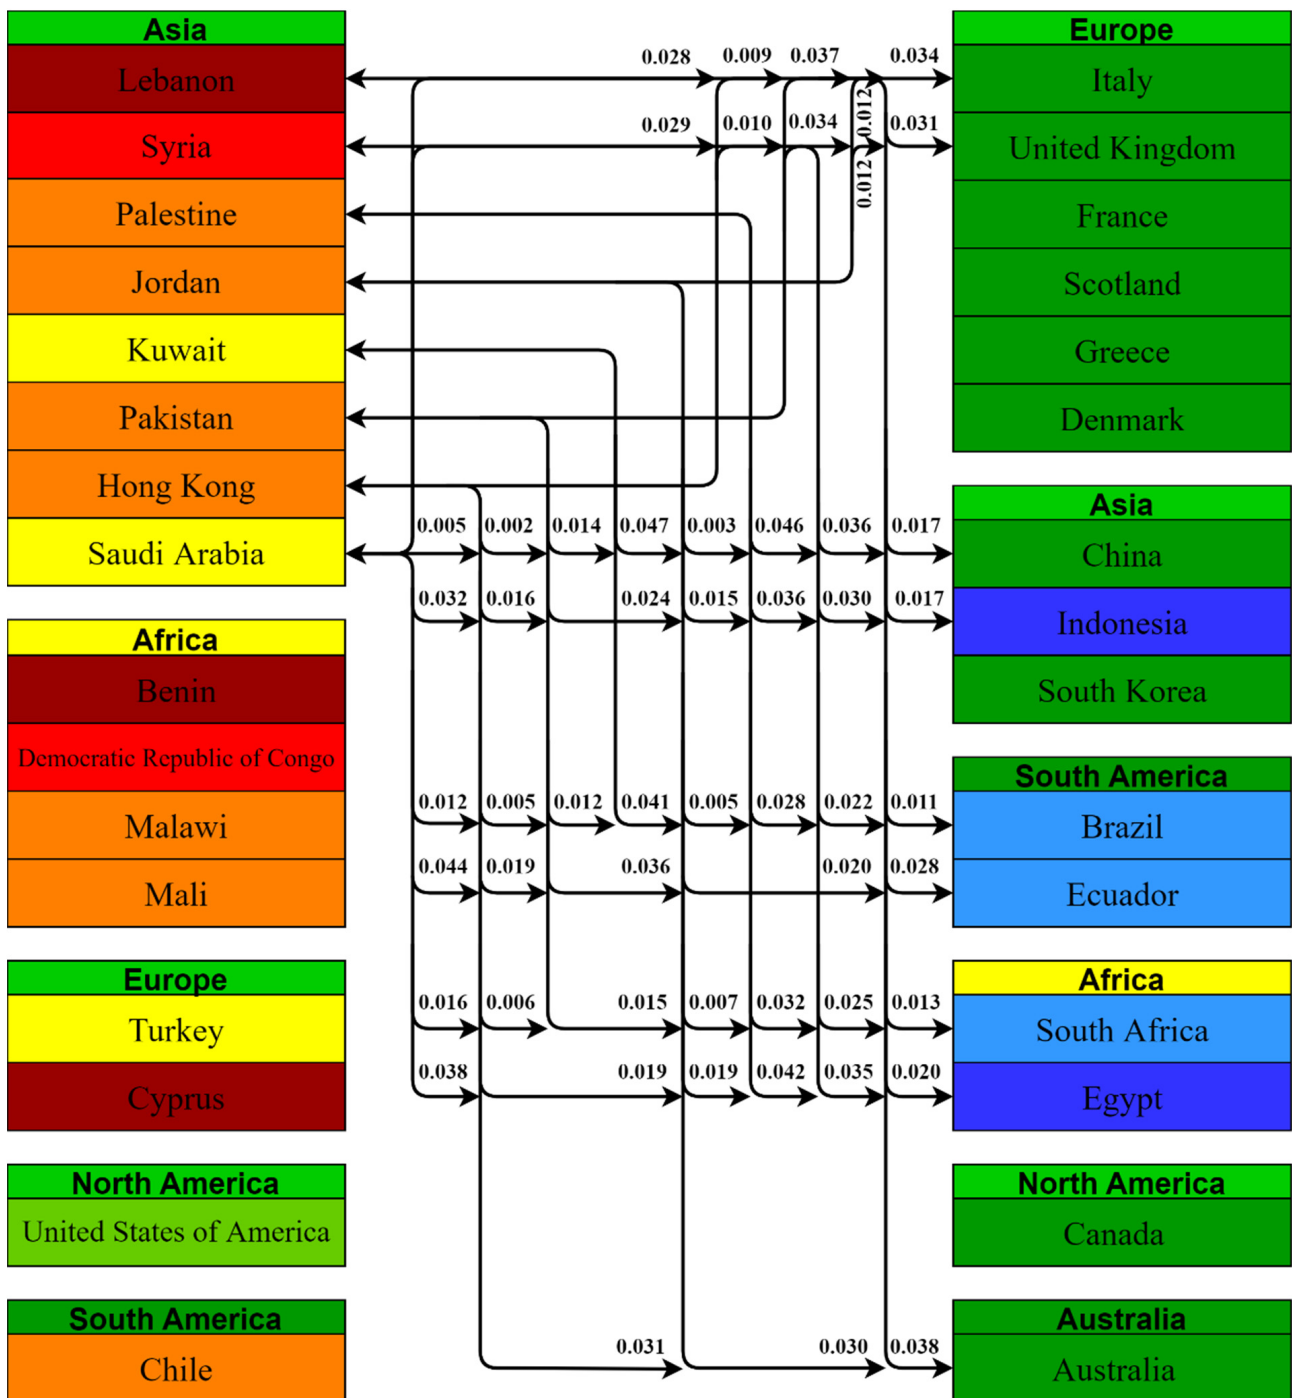 Asia
Lebanon
Syria
Palestine
Jordan
Kuwait
Pakistan
Hong Kong
Saudi Arabia
Africa
Benin
Democratic Republic of Congo
Malawi
Mali
Europe
Turkey
Cyprus
North America
United States of America
South America
Chile
0.028 0.009 0.037 0.034
0.012
0.029 0.010 0.034 0.031
0.012
0.005 0.002 0.014 0.047 0.003 0.046 0.036 0.017
0.032 0.016 0.024 0.015 0.036 0.030 0.017
0.012 0.005 0.012 0.041 0.005 0.028 0.022 0.011
0.044 0.019 0.036 0.020 0.028
0.016 0.006 0.015 0.007 0.032 0.025 0.013
0.038 0.019 0.019 0.042 0.035 0.020
0.031 0.030 0.038
Europe
Italy
United Kingdom
France
Scotland
Greece
Denmark
Asia
China
Indonesia
South Korea
South America
Brazil
Ecuador
Africa
South Africa
Egypt
North America
Canada
Australia
Australia